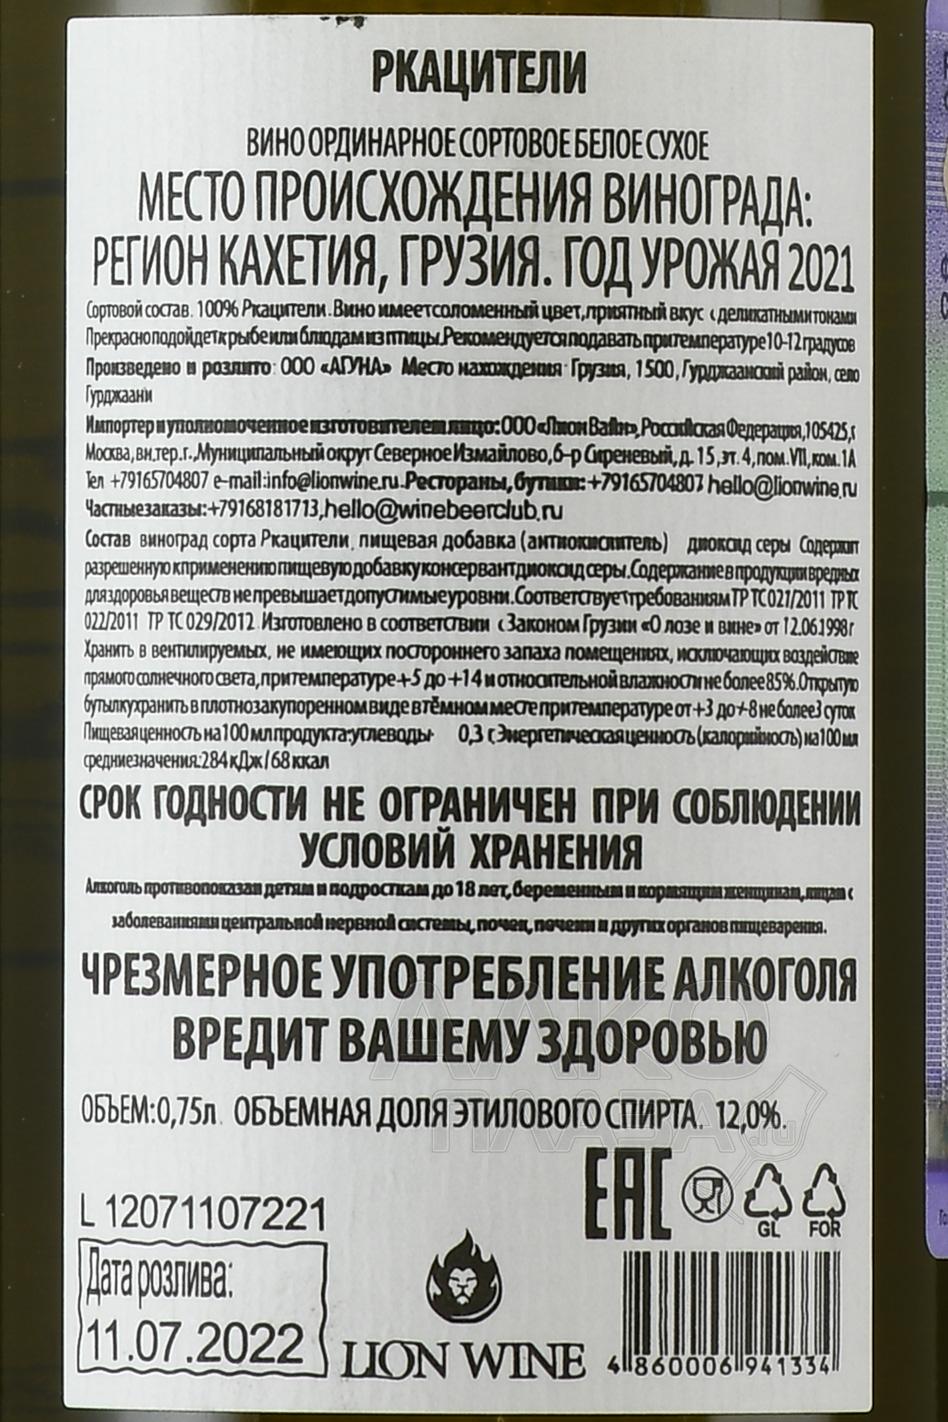 РКАЦИТЕЛИ
ВИНО ОРДИНАРНОЕ СОРТОВОЕ БЕЛОЕ СУХОЕ
МЕСТО ПРОИСХОЖДЕНИЯ ВИНОГРАДА:
РЕГИОН КАХЕТИЯ, ГРУЗИЯ. ГОД УРОЖАЯ 2021
Сортовой состав. 100% Ркацители. Вино имеет соломенный цвет, приятный вкус с деликатными тонами
Прекрасно подойдет к рыбе или блюдам из птицы. Рекомендуется подавать при температуре 10-12 градусов
Произведено и розлито: ООО «АГУНА» Место нахождения: Грузия, 1500, Гурджаанский район, село
Гурджаани
Импортер и уполномоченное изготовителем лицо: ООО «Лион Вайн», Российская Федерация, 105425, г
Москва, вн.тер.г., Муниципальный округ Северное Измайлово, б-р Сиреневый, д. 15, эт. 4, пом. VII, ком. 1А
Тел +79165704807 e-mail:info@lionwine.ru. Рестораны, бутики: +79165704807 hello@lionwine.ru
Частные заказы: +79168181713, hello@winebeerclub.ru
Состав виноград сорта Ркацители, пищевая добавка (антиокислитель) диоксид серы Содержит
разрешенную к применению пищевую добавку консервант диоксид серы. Содержание в продукции вредных
для здоровья веществ не превышает допустимые уровни. Соответствует требованиям ТР ТС 021/2011 ТР ТС
022/2011 ТР ТС 029/2012 Изготовлено в соответствии с Законом Грузии «О лозе и вине» от 12.06.1998 г
Хранить в вентилируемых, не имеющих постороннего запаха помещениях, исключающих воздействие
прямого солнечного света, при температуре +5 до +14 и относительной влажности не более 85%. Открытую
бутылку хранить в плотно закупоренном виде в тёмном месте при температуре от +3 до +8 не более 3 суток
Пищевая ценность на 100 мл продукта: углеводы- 0,3 г Энергетическая ценность (калорийность) на 100 мл
средние значения: 284 кДж / 68 ккал
СРОК ГОДНОСТИ НЕ ОГРАНИЧЕН ПРИ СОБЛЮДЕНИИ
УСЛОВИЙ ХРАНЕНИЯ
Алкоголь противопоказан детям и подросткам до 18 лет, беременным и кормящим женщинам, лицам с
заболеваниями центральной нервной системы, почек, печени и других органов пищеварения.
ЧРЕЗМЕРНОЕ УПОТРЕБЛЕНИЕ АЛКОГОЛЯ
ВРЕДИТ ВАШЕМУ ЗДОРОВЬЮ
ОБЪЕМ:0,75л. ОБЪЕМНАЯ ДОЛЯ ЭТИЛОВОГО СПИРТА. 12,0%.
АЛКО
ПЛАЗА.ru
EAC
GL
FOR
L 12071107221
Дата розлива:
11.07.2022
LION WINE
4 860006 941334